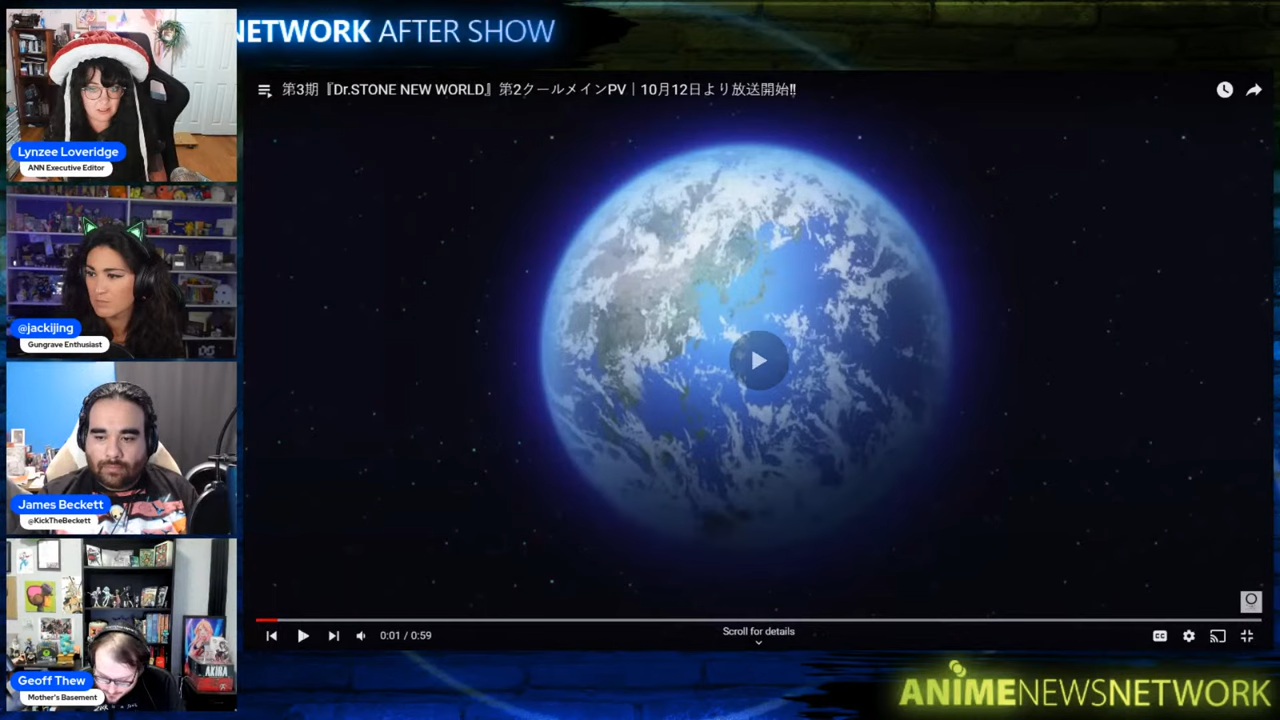 NETWORK AFTER SHOW
第3期『Dr.STONE NEW WORLD』第2クールメインPV｜10月12日より放送開始!!
Lynzee Loveridge
ANN Executive Editor
@jackijing
Gungrave Enthusiast
James Beckett
@KickTheBeckett
AKIRA
Geoff Thew
Mother's Basement
0:01 / 0:59
Scroll for details
CC
ANIMENEWSNETWORK